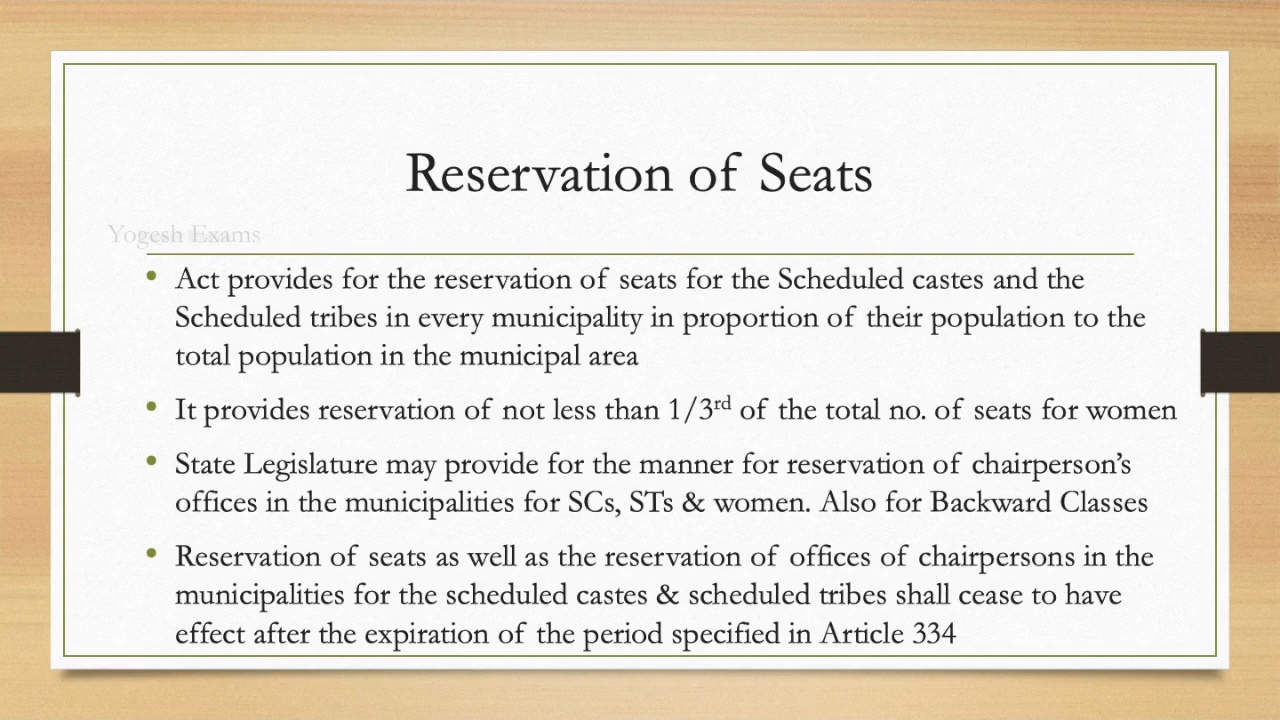 Reservation of Seats
Yogesh Exams
• Act provides for the reservation of seats for the Scheduled castes and the
Scheduled tribes in every municipality in proportion of their population to the
total population in the municipal area
• It provides reservation of not less than 1/3rd of the total no. of seats for women
• State Legislature may provide for the manner for reservation of chairperson’s
offices in the municipalities for SCs, STs & women. Also for Backward Classes
• Reservation of seats as well as the reservation of offices of chairpersons in the
municipalities for the scheduled castes & scheduled tribes shall cease to have
effect after the expiration of the period specified in Article 334